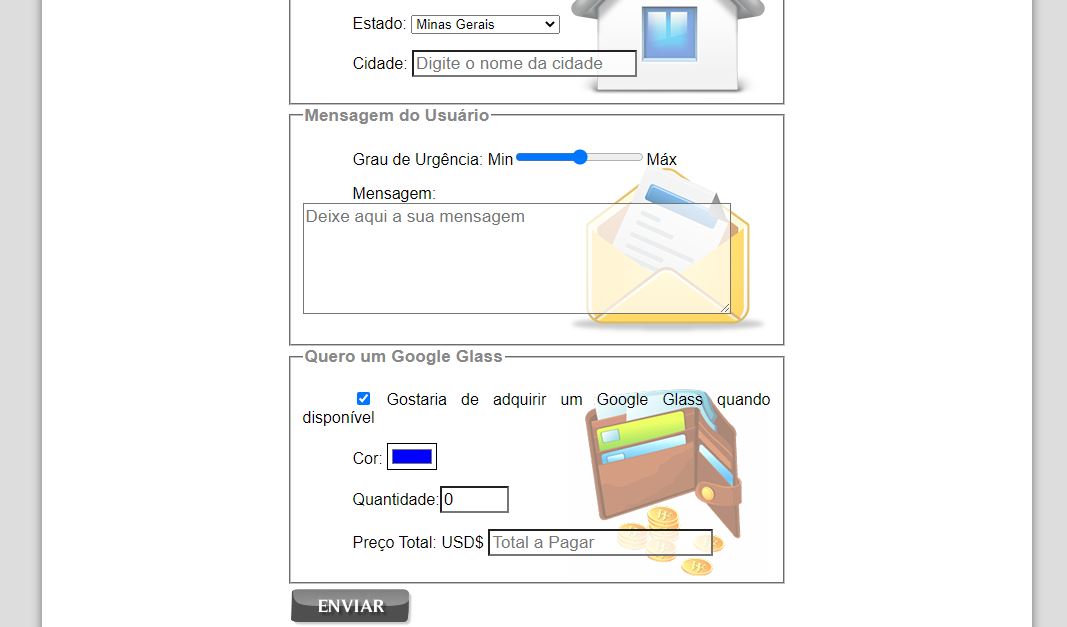 Estado: Minas Gerais
Cidade: Digite o nome da cidade
Mensagem do Usuário
Grau de Urgência: Min Máx
Mensagem:
Deixe aqui a sua mensagem
Quero um Google Glass
Gostaria de adquirir um Google Glass quando
disponível
Cor:
Quantidade: 0
Preço Total: USD$ Total a Pagar
ENVIAR